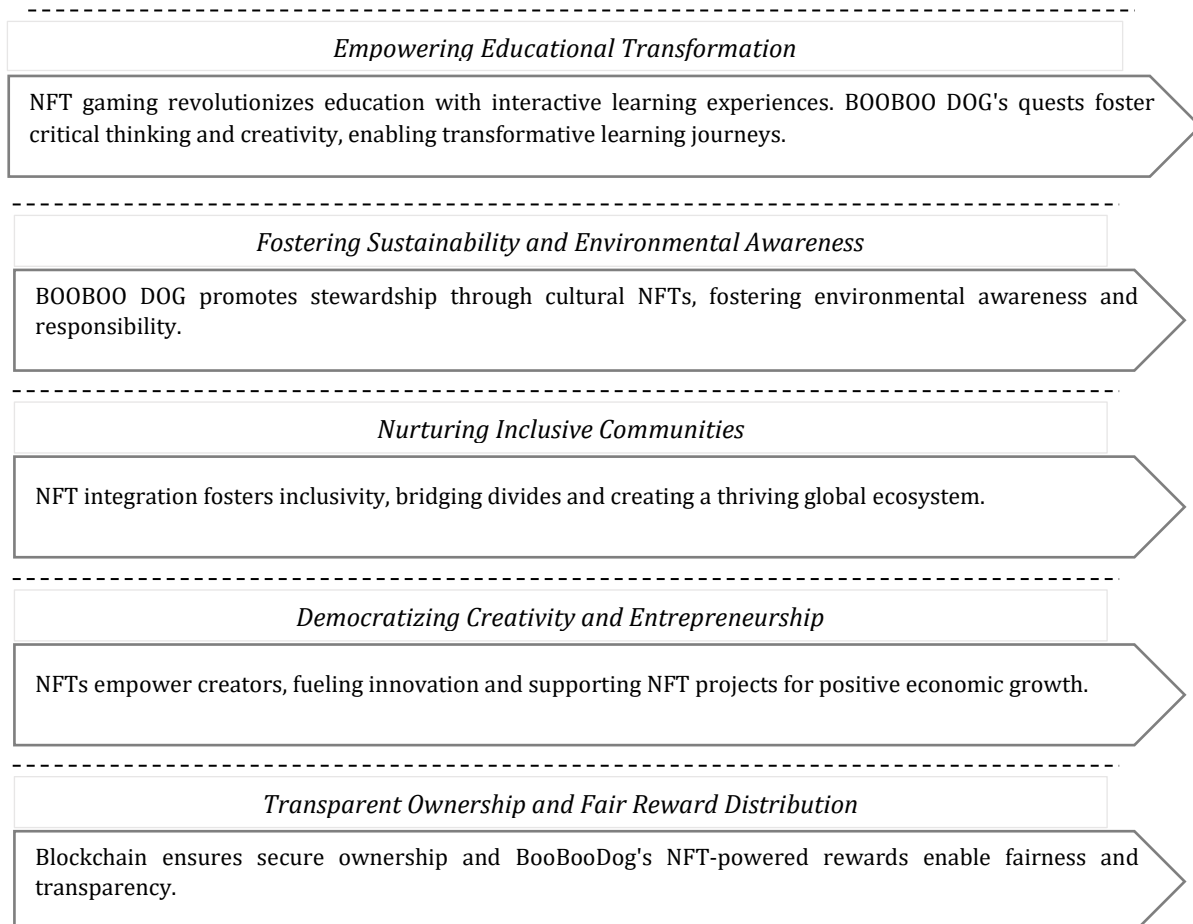 Empowering Educational Transformation
NFT gaming revolutionizes education with interactive learning experiences. BOOBOO DOG's quests foster
critical thinking and creativity, enabling transformative learning journeys.
Fostering Sustainability and Environmental Awareness
BOOBOO DOG promotes stewardship through cultural NFTs, fostering environmental awareness and
responsibility.
Nurturing Inclusive Communities
NFT integration fosters inclusivity, bridging divides and creating a thriving global ecosystem.
Democratizing Creativity and Entrepreneurship
NFTs empower creators, fueling innovation and supporting NFT projects for positive economic growth.
Transparent Ownership and Fair Reward Distribution
Blockchain ensures secure ownership and BooBooDog's NFT-powered rewards enable fairness and
transparency.